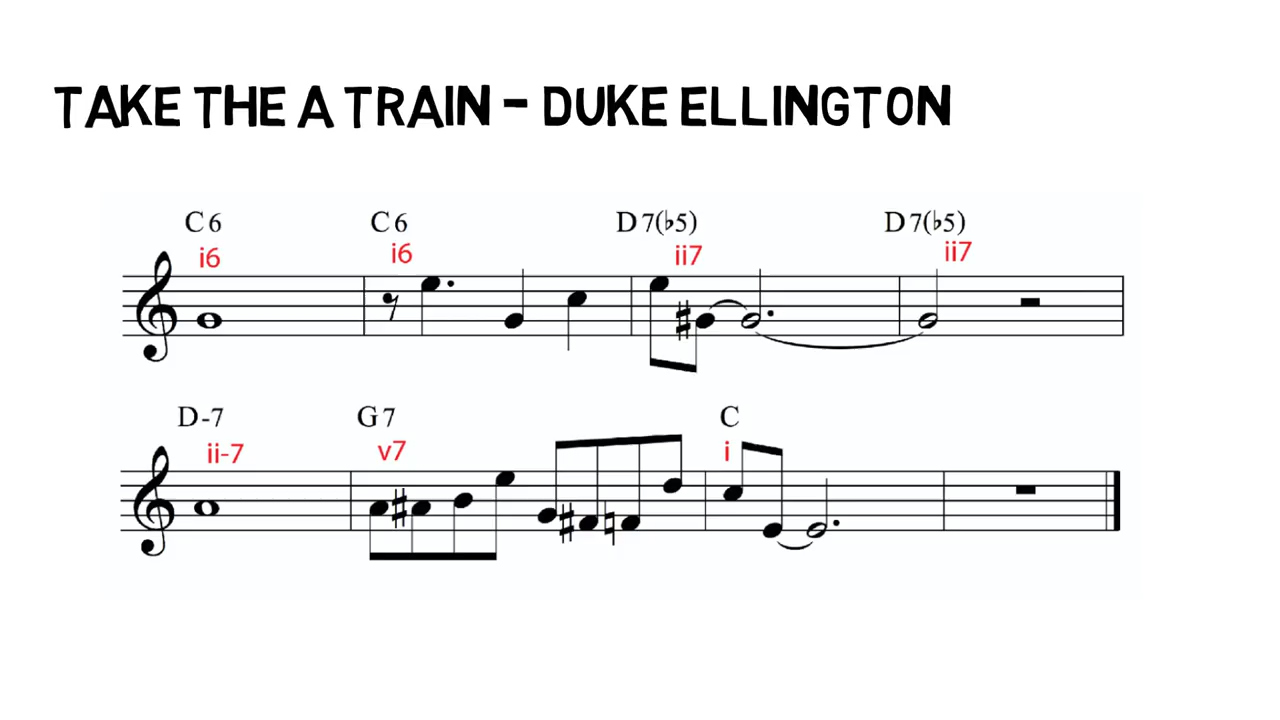 TAKE THE A TRAIN - DUKE ELLINGTON
C6 C6 D7(♭5) D7(♭5)
i6 i6 ii7 ii7
D-7 G7 C
ii-7 v7 i